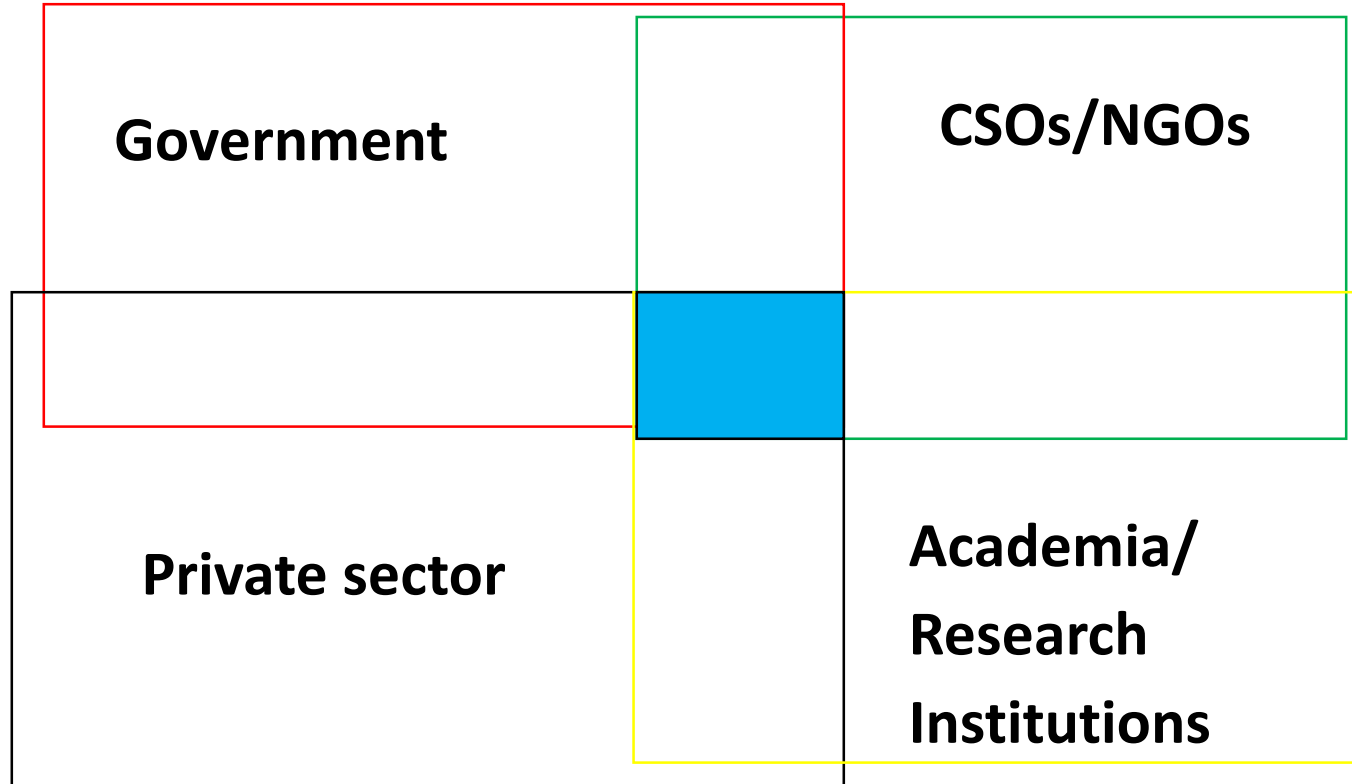 Government
CSOs/NGOs
Private sector
Academia/
Research
Institutions